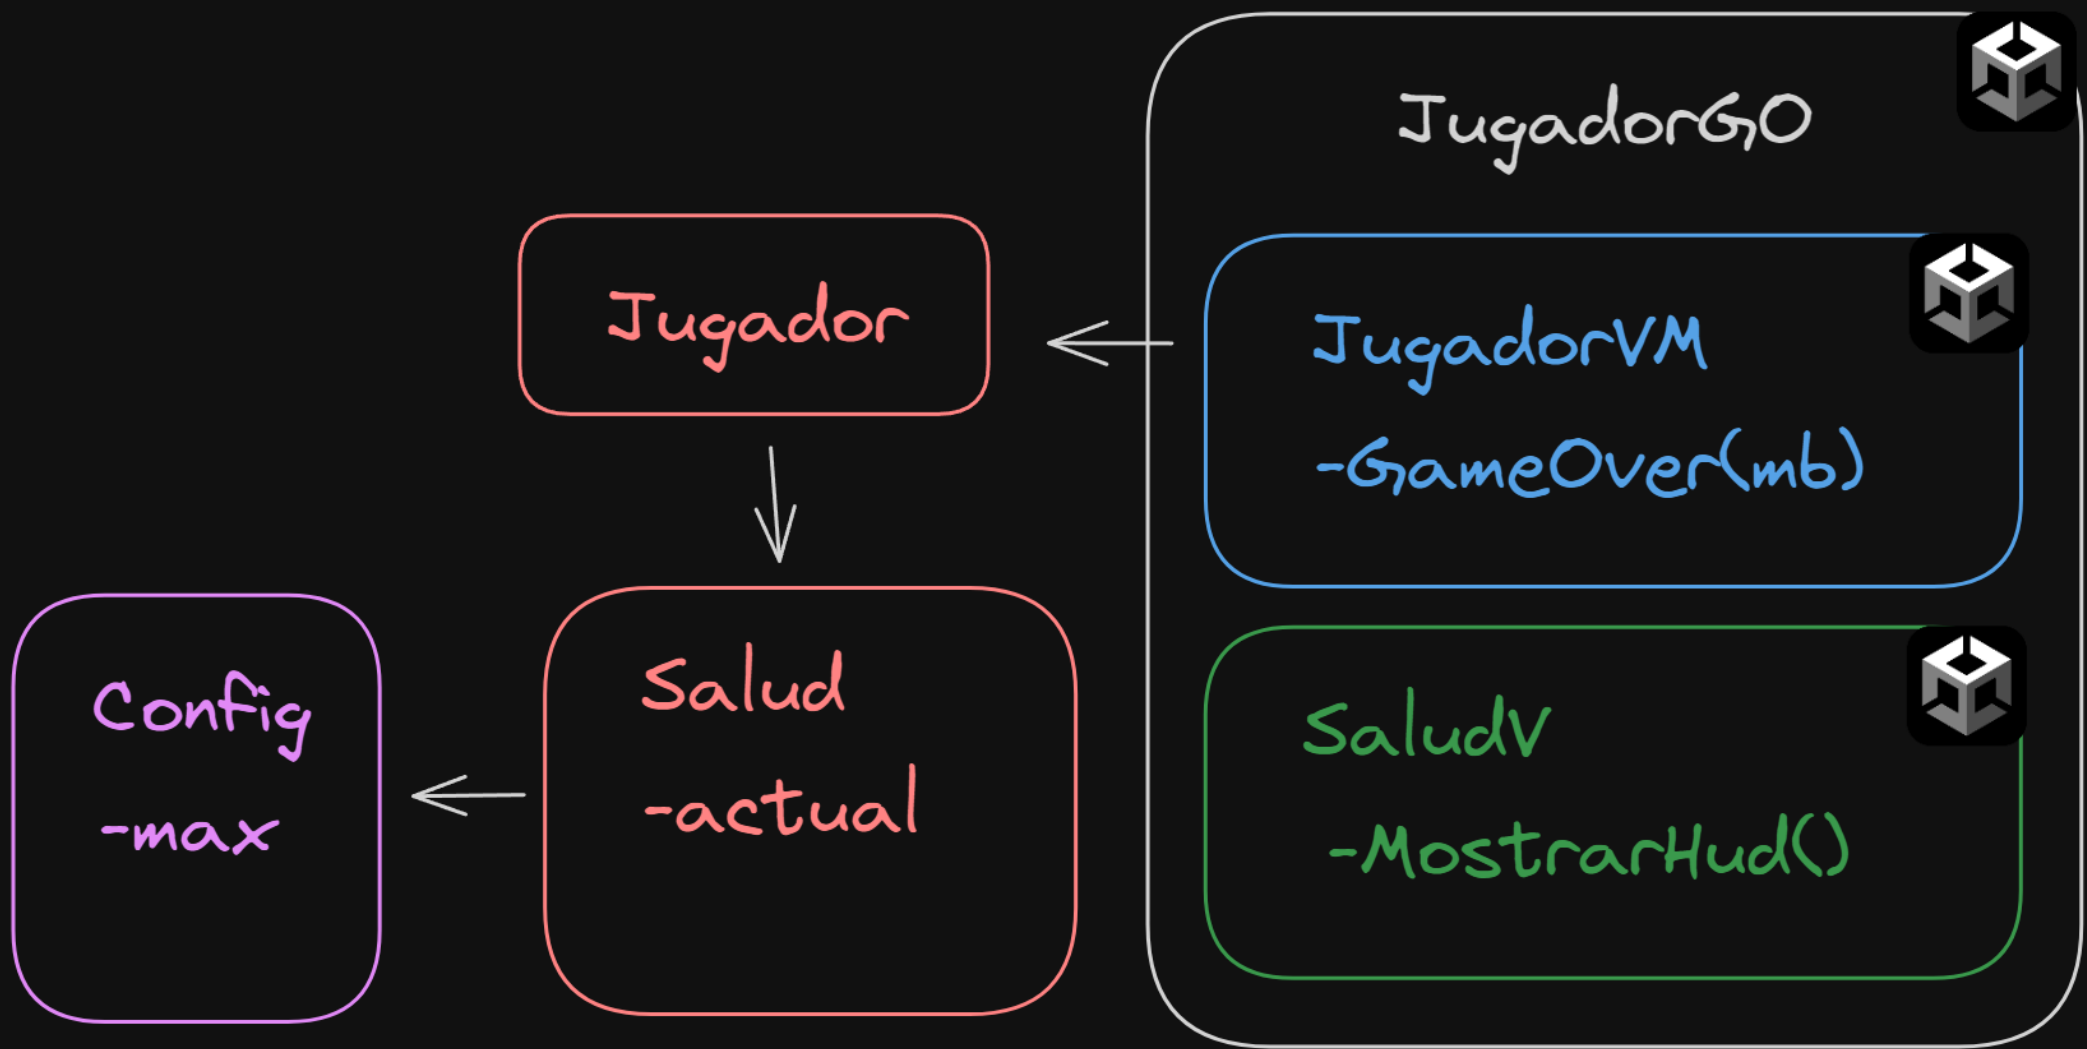 JugadorGO
Jugador
JugadorVM
-GameOver(mb)
Config
-max
Salud
-actual
SaludV
-MostrarHud()